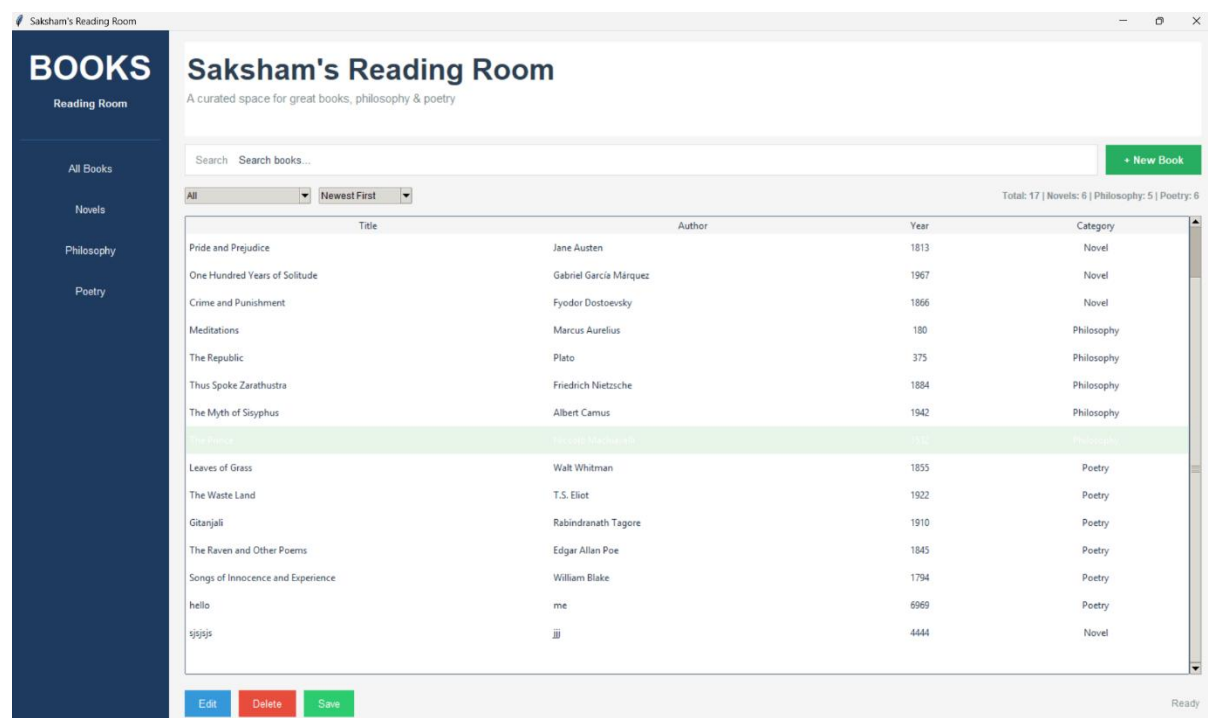 Saksham's Reading Room
BOOKS
Reading Room
All Books
Novels
Philosophy
Poetry
Saksham's Reading Room
A curated space for great books, philosophy & poetry
Search Search books...
+ New Book
All Newest First
Total: 17 | Novels: 6 | Philosophy: 5 | Poetry: 6
Title Author Year Category
Pride and Prejudice Jane Austen 1813 Novel
One Hundred Years of Solitude Gabriel García Márquez 1967 Novel
Crime and Punishment Fyodor Dostoevsky 1866 Novel
Meditations Marcus Aurelius 180 Philosophy
The Republic Plato 375 Philosophy
Thus Spoke Zarathustra Friedrich Nietzsche 1884 Philosophy
The Myth of Sisyphus Albert Camus 1942 Philosophy
Philosophy
Leaves of Grass Walt Whitman 1855 Poetry
The Waste Land T.S. Eliot 1922 Poetry
Gitanjali Rabindranath Tagore 1910 Poetry
The Raven and Other Poems Edgar Allan Poe 1845 Poetry
Songs of Innocence and Experience William Blake 1794 Poetry
hello me 6969 Poetry
sjsjsjs jjjj 4444 Novel
Edit Delete Save
Ready